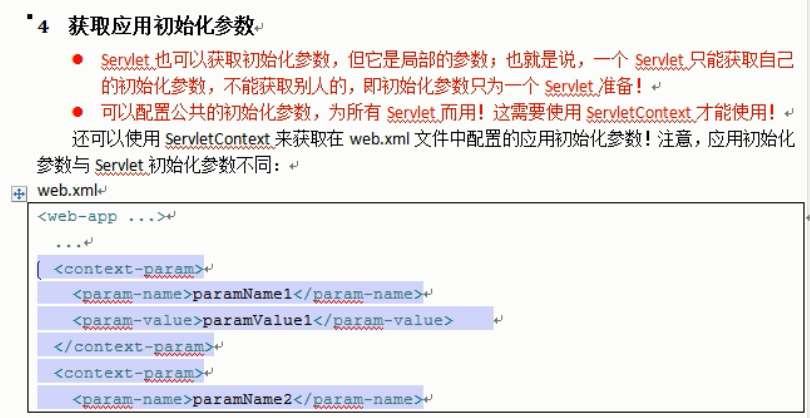 4 获取应用初始化参数
● Servlet 也可以获取初始化参数，但它是局部的参数；也就是说，一个 Servlet 只能获取自己
的初始化参数，不能获取别人的，即初始化参数只为一个 Servlet 准备！
● 可以配置公共的初始化参数，为所有 Servlet 而用！这需要使用 ServletContext 才能使用！
还可以使用 ServletContext 来获取在 web.xml 文件中配置的应用初始化参数！注意，应用初始化
参数与 Servlet 初始化参数不同：
web.xml
<web-app ...>
...
<context-param>
<param-name>paramName1</param-name>
<param-value>paramValue1</param-value>
</context-param>
<context-param>
<param-name>paramName2</param-name>